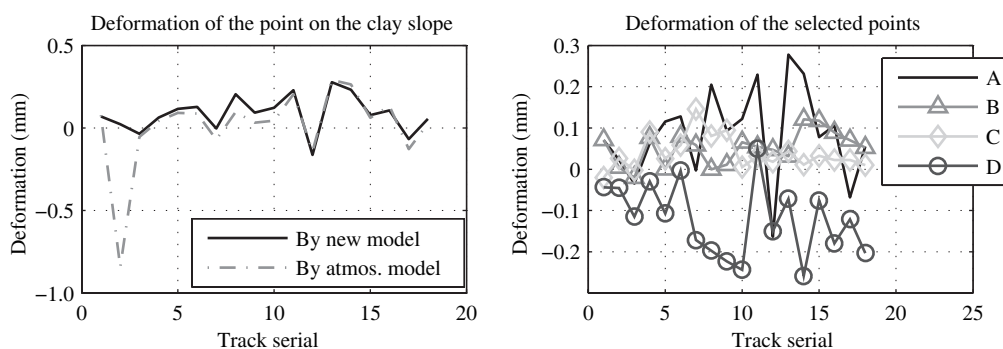 Deformation of the point on the clay slope
0.5
0
−0.5
−1.0
Deformation (mm)
By new model
By atmos. model
0 5 10 15 20
Track serial
Deformation of the selected points
0.3
0.2
0.1
0
−0.1
−0.2
Deformation (mm)
A
B
C
D
0 5 10 15 20 25
Track serial